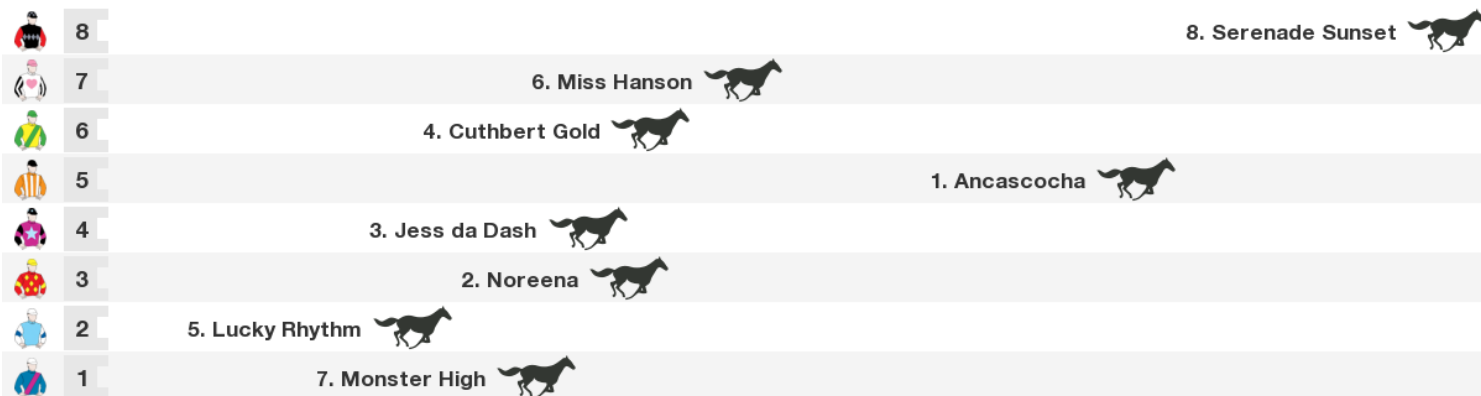 8 8. Serenade Sunset
7 6. Miss Hanson
6 4. Cuthbert Gold
5 1. Ancascocha
4 3. Jess da Dash
3 2. Noreena
2 5. Lucky Rhythm
1 7. Monster High